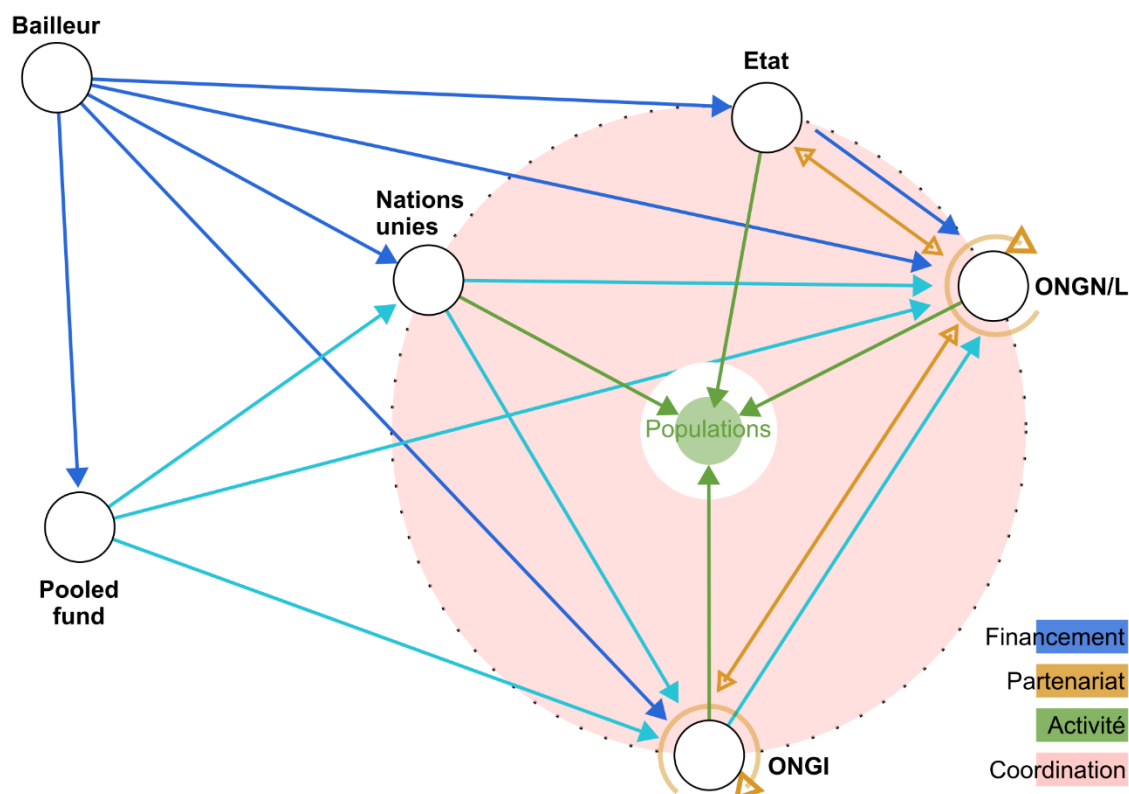 Bailleur
Etat
Nations
unies
ONGN/L
Populations
Pooled
fund
ONGI
Financement
Partenariat
Activité
Coordination